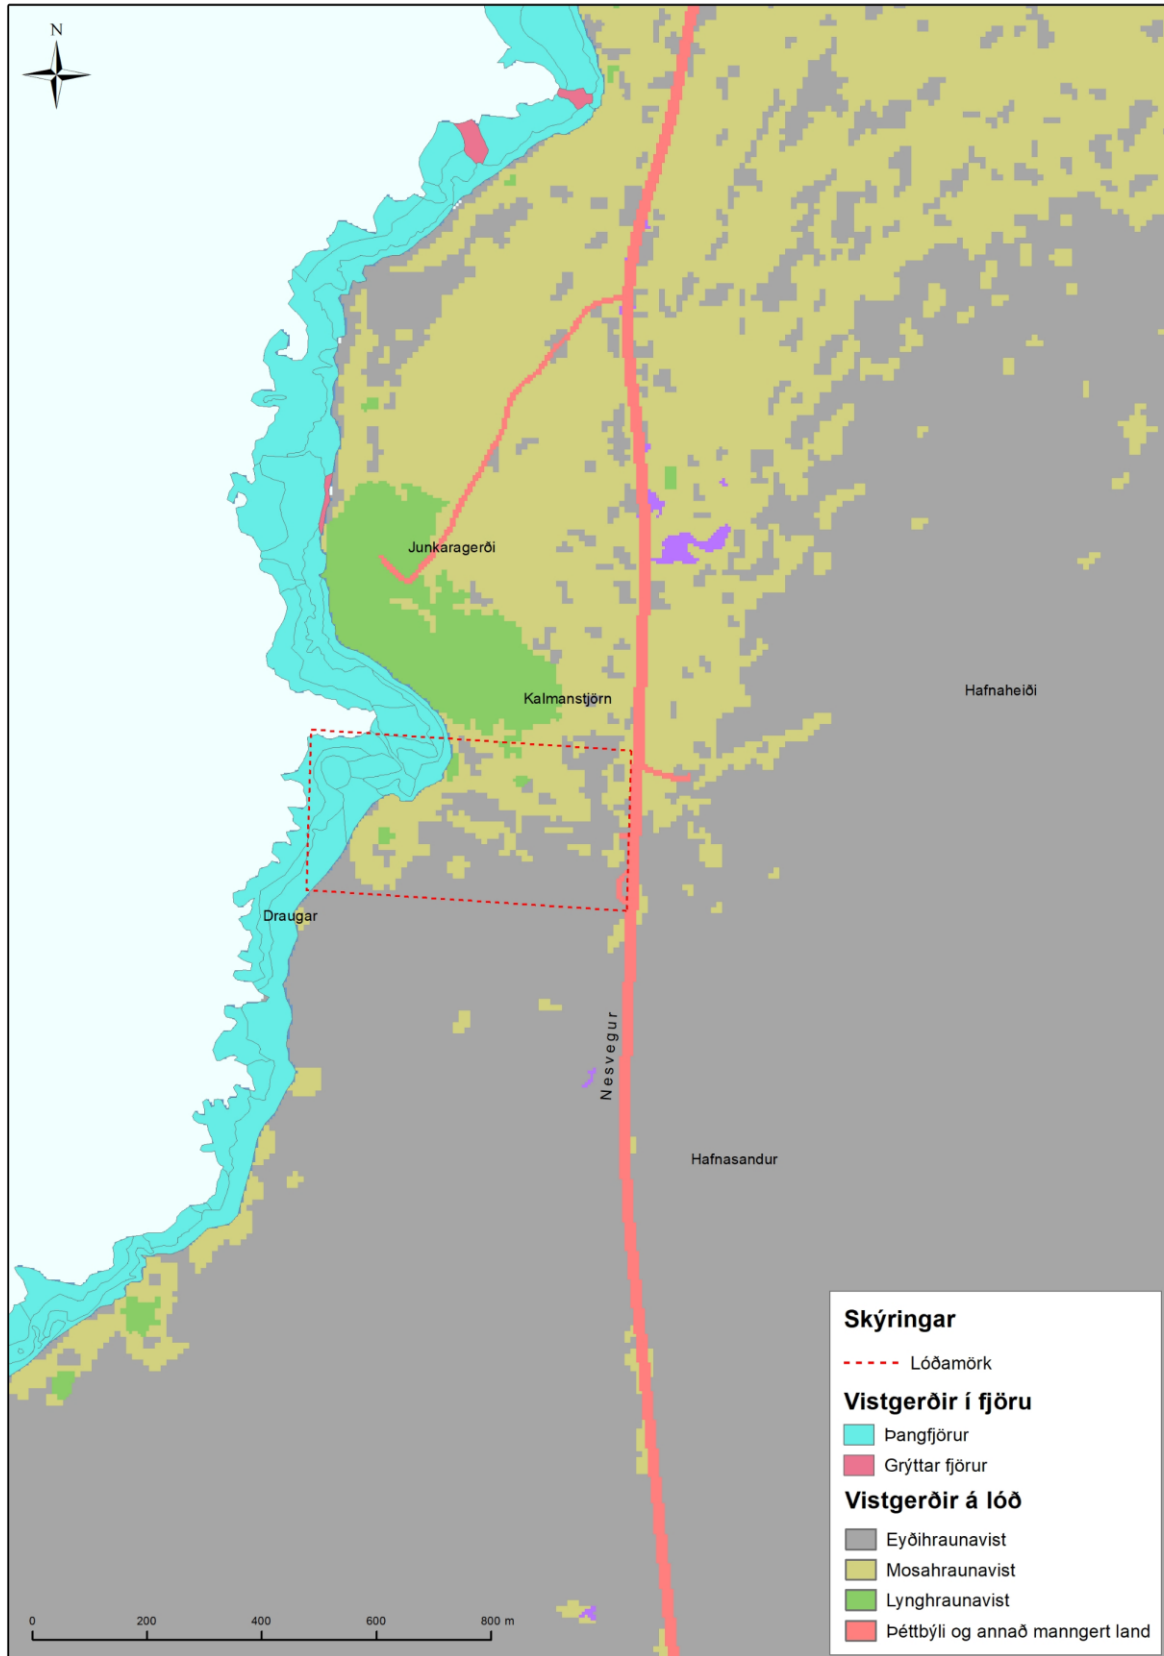 N
Junkaragerði
Kalmanstjörn
Hafnaheiði
Draugar
Nesvegur
Hafnasandur
Skýringar
Lóðamörk
Vistgerðir í fjöru
Þangfjörur
Grýttar fjörur
Vistgerðir á lóð
Eyðihraunavist
Mosahraunavist
Lynghraunavist
Þéttbýli og annað manngert land
0 200 400 600 800 m